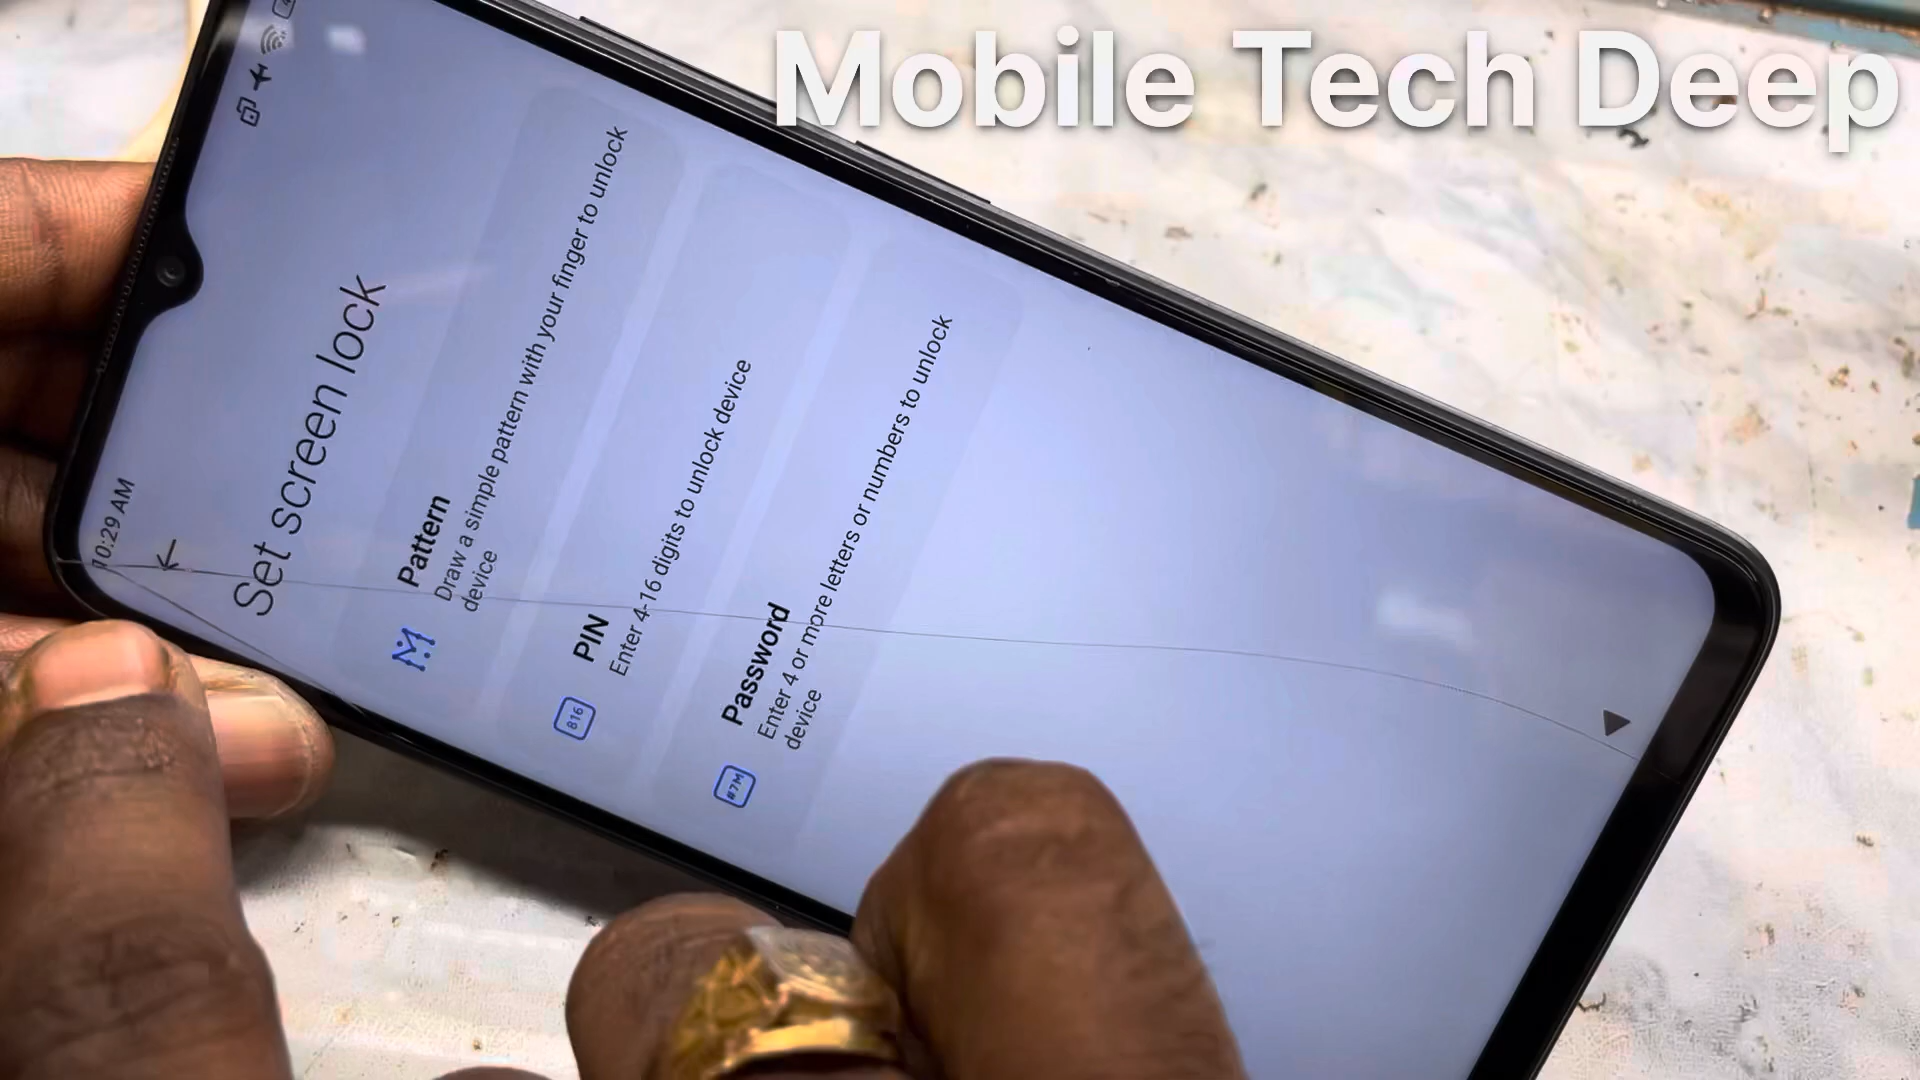 Mobile Tech Deep
10:29 AM
Set screen lock
Pattern
Draw a simple pattern with your finger to unlock
device
816
PIN
Enter 4-16 digits to unlock device
#7M
Password
Enter 4 or more letters or numbers to unlock
device